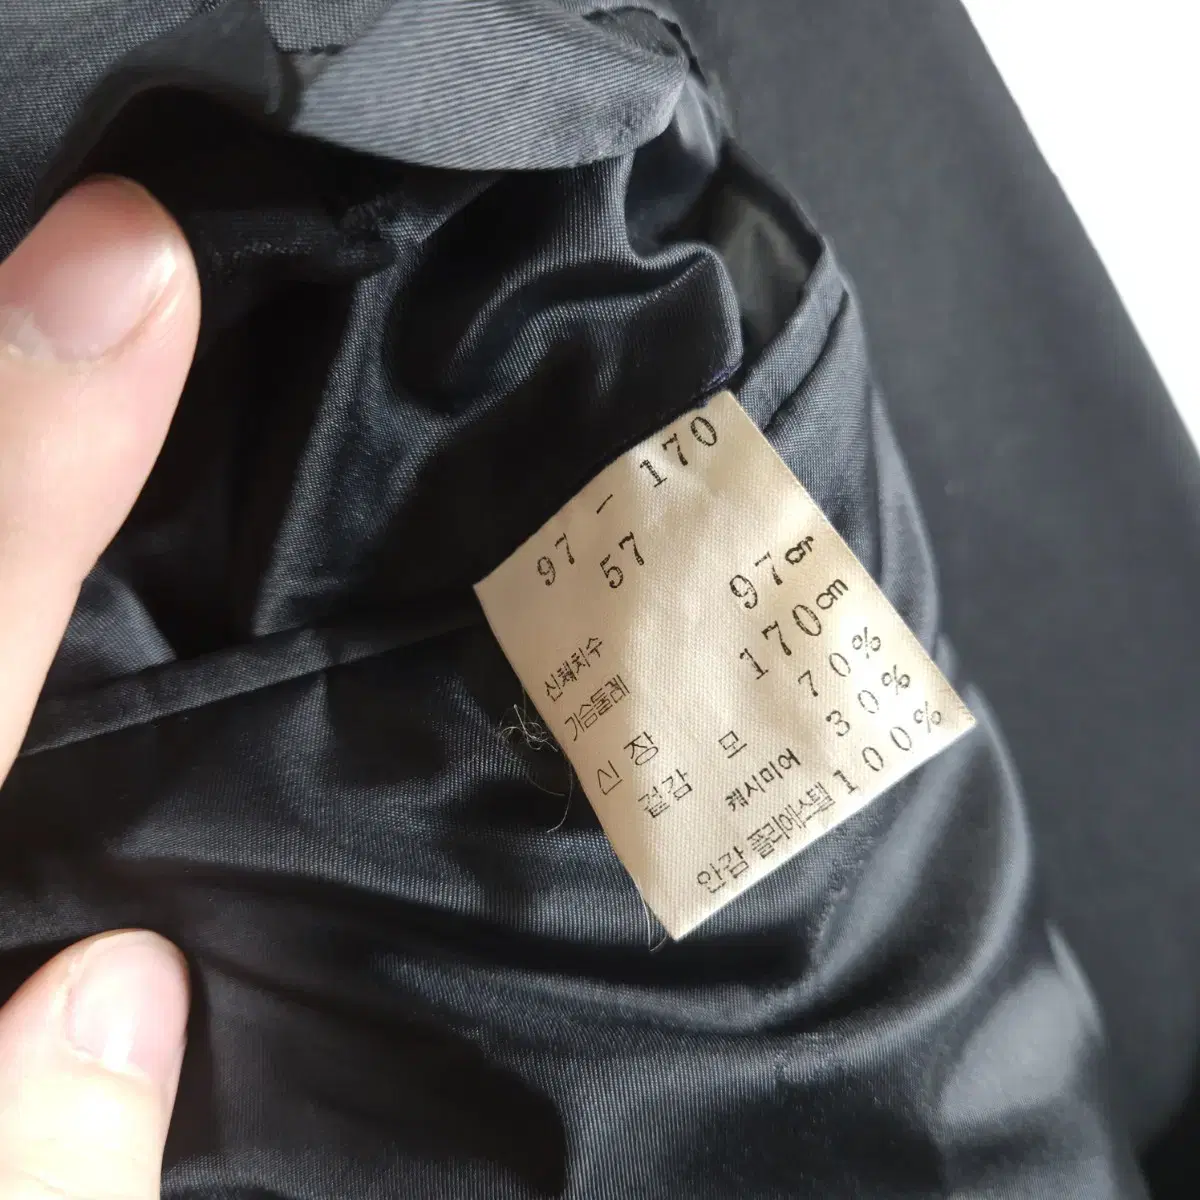 97 - 170
57
신체치수
가슴둘레 97cm
신 장 170cm
겉감 모 70%
캐시미어 30%
안감 폴리에스텔 100%